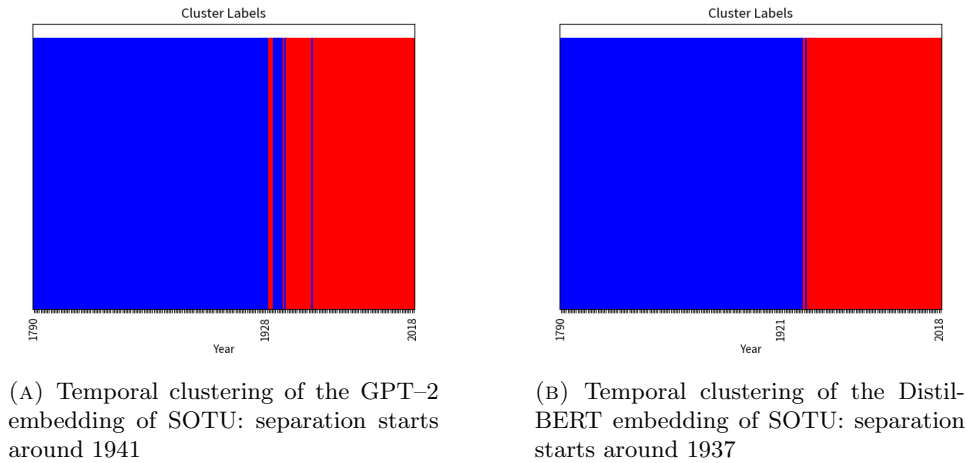 Cluster Labels
1790
1928
2018
Year
(A) Temporal clustering of the GPT–2
embedding of SOTU: separation starts
around 1941
Cluster Labels
1790
1921
2018
Year
(B) Temporal clustering of the Distil-
BERT embedding of SOTU: separation
starts around 1937